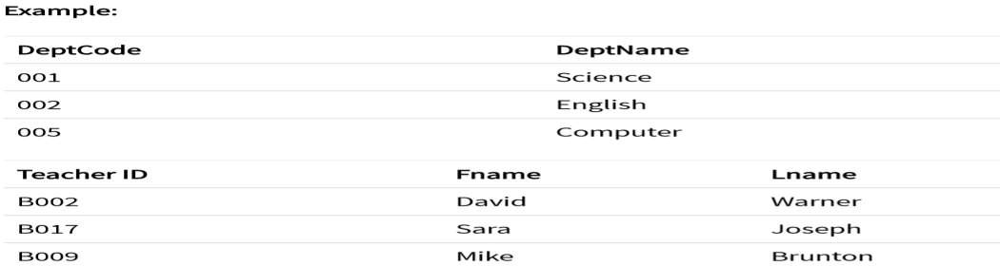 Example:
DeptCode DeptName
001 Science
002 English
005 Computer
Teacher ID Fname Lname
B002 David Warner
B017 Sara Joseph
B009 Mike Brunton